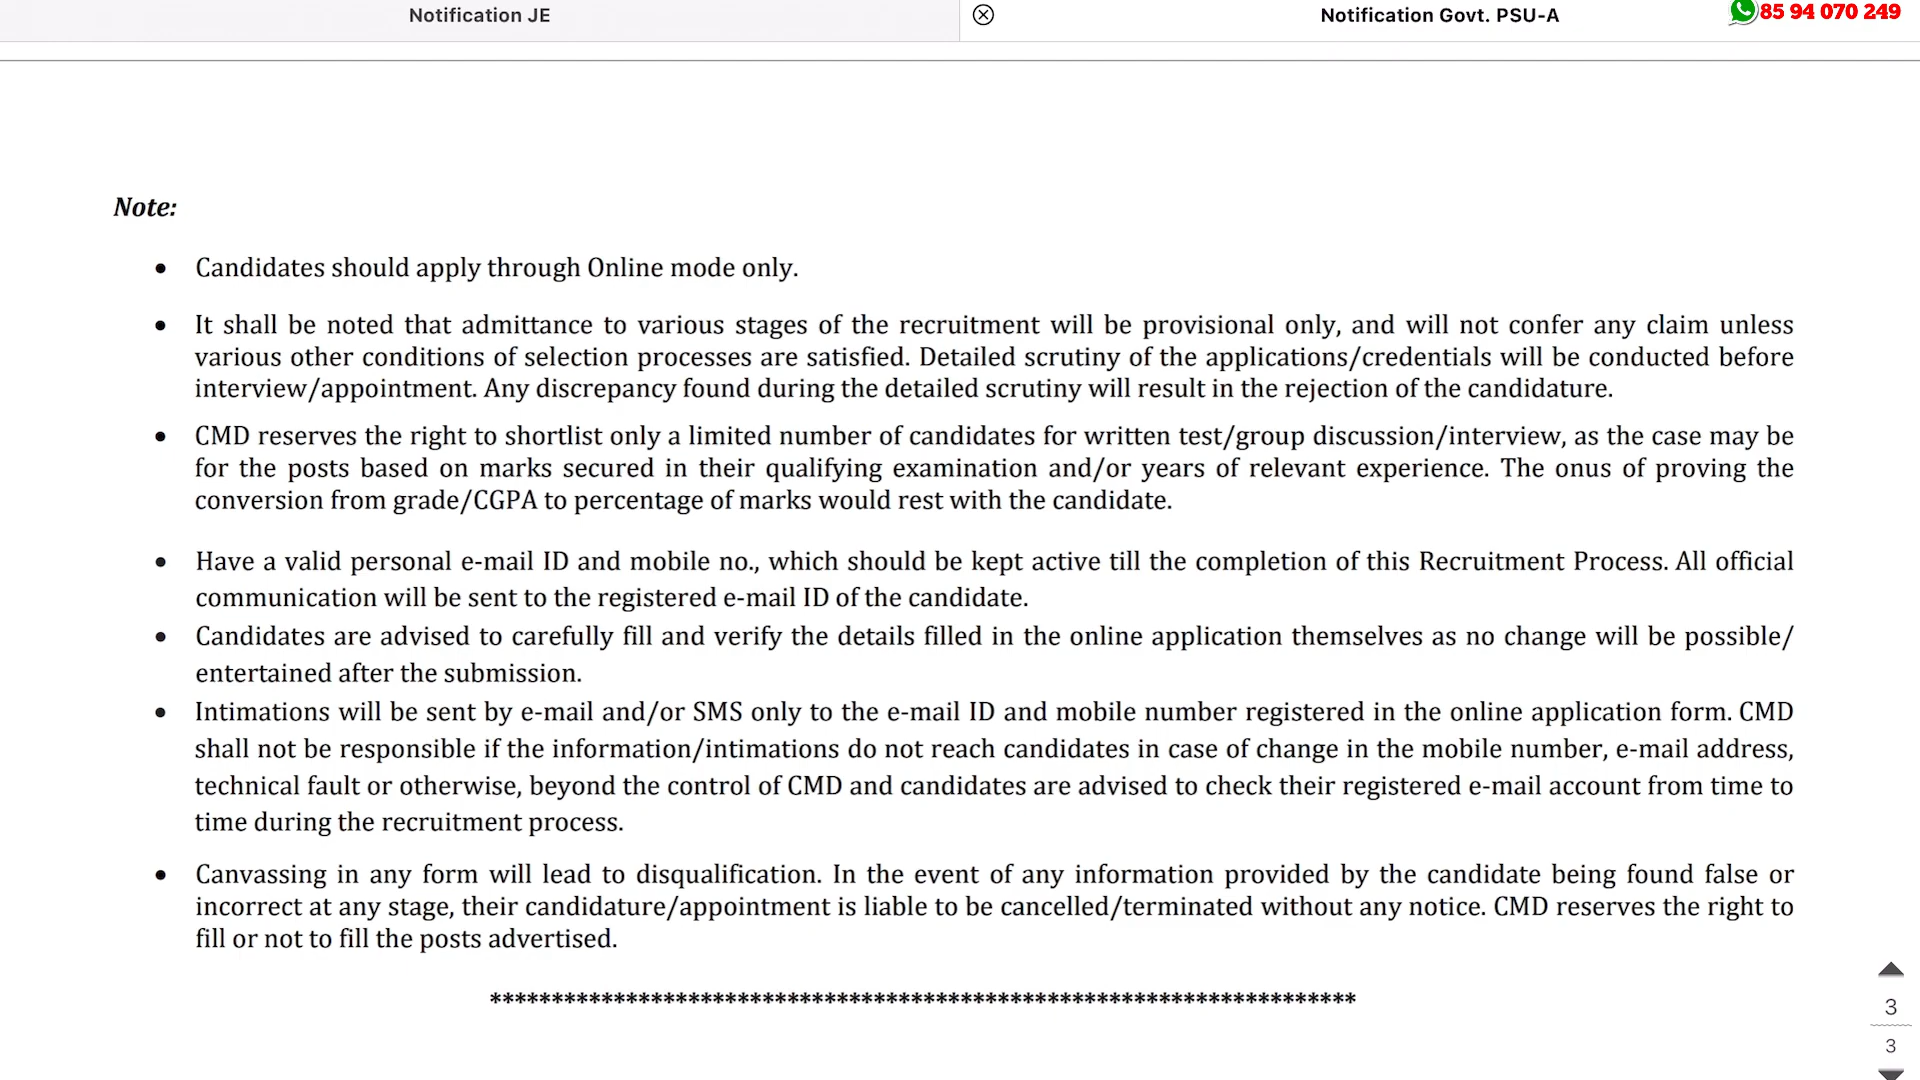 Notification JE
Notification Govt. PSU-A
85 94 070 249
Note:
• Candidates should apply through Online mode only.
• It shall be noted that admittance to various stages of the recruitment will be provisional only, and will not confer any claim unless
various other conditions of selection processes are satisfied. Detailed scrutiny of the applications/credentials will be conducted before
interview/appointment. Any discrepancy found during the detailed scrutiny will result in the rejection of the candidature.
• CMD reserves the right to shortlist only a limited number of candidates for written test/group discussion/interview, as the case may be
for the posts based on marks secured in their qualifying examination and/or years of relevant experience. The onus of proving the
conversion from grade/CGPA to percentage of marks would rest with the candidate.
• Have a valid personal e-mail ID and mobile no., which should be kept active till the completion of this Recruitment Process. All official
communication will be sent to the registered e-mail ID of the candidate.
• Candidates are advised to carefully fill and verify the details filled in the online application themselves as no change will be possible/
entertained after the submission.
• Intimations will be sent by e-mail and/or SMS only to the e-mail ID and mobile number registered in the online application form. CMD
shall not be responsible if the information/intimations do not reach candidates in case of change in the mobile number, e-mail address,
technical fault or otherwise, beyond the control of CMD and candidates are advised to check their registered e-mail account from time to
time during the recruitment process.
• Canvassing in any form will lead to disqualification. In the event of any information provided by the candidate being found false or
incorrect at any stage, their candidature/appointment is liable to be cancelled/terminated without any notice. CMD reserves the right to
fill or not to fill the posts advertised.
**********************************************************************
3
3